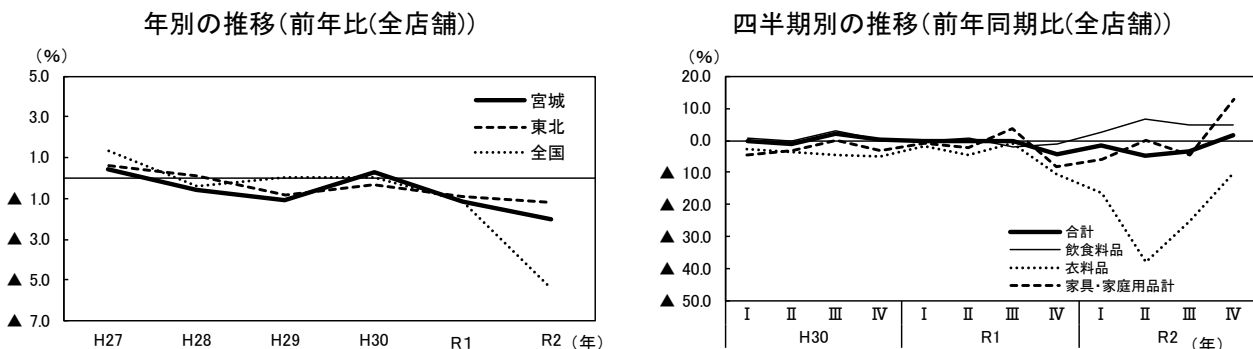 年別の推移(前年比(全店舗))
(%)
5.0
3.0
1.0
▲ 1.0
▲ 3.0
▲ 5.0
▲ 7.0
宮城
東北
全国
H27 H28 H29 H30 R1 R2 (年)
四半期別の推移(前年同期比(全店舗))
(%)
20.0
10.0
0.0
▲ 10.0
▲ 20.0
▲ 30.0
▲ 40.0
▲ 50.0
合計
飲食料品
衣料品
家具・家庭用品計
Ⅰ Ⅱ Ⅲ Ⅳ Ⅰ Ⅱ Ⅲ Ⅳ Ⅰ Ⅱ Ⅲ Ⅳ
H30 R1 R2 (年)